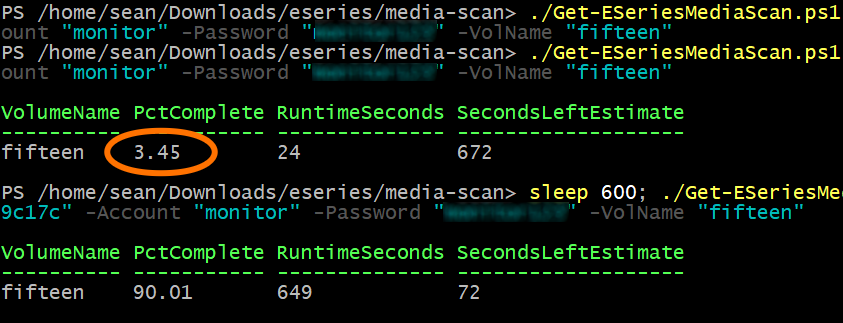 PS /home/sean/Downloads/eseries/media-scan> ./Get-ESeriesMediaScan.ps1
ount "monitor" -Password "" -VolName "fifteen"
PS /home/sean/Downloads/eseries/media-scan> ./Get-ESeriesMediaScan.ps1
ount "monitor" -Password "" -VolName "fifteen"
VolumeName PctComplete RuntimeSeconds SecondsLeftEstimate
---------- ----------- -------------- -------------------
fifteen 3.45 24 672
PS /home/sean/Downloads/eseries/media-scan> sleep 600; ./Get-ESeriesMe
9c17c" -Account "monitor" -Password "" -VolName "fifteen"
VolumeName PctComplete RuntimeSeconds SecondsLeftEstimate
---------- ----------- -------------- -------------------
fifteen 90.01 649 72